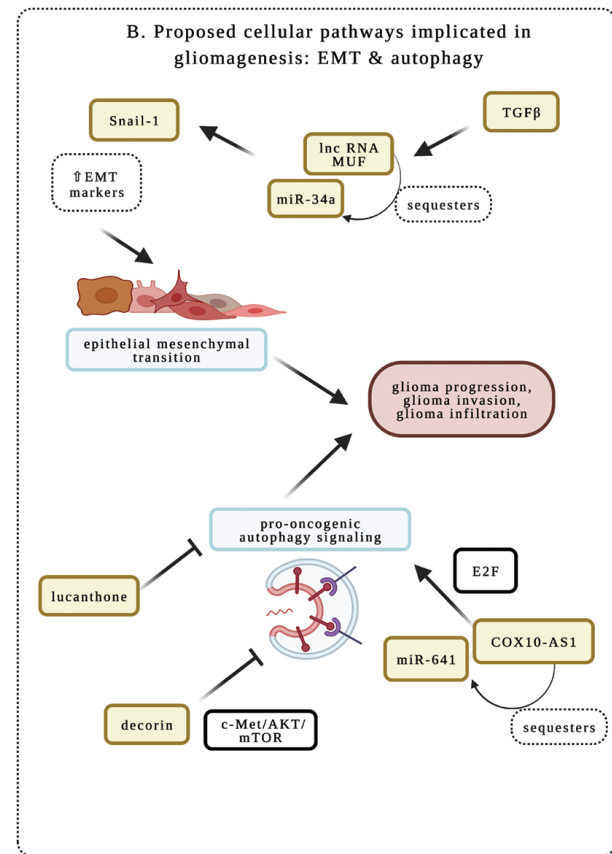 B. Proposed cellular pathways implicated in
gliomagenesis: EMT & autophagy
Snail-1
TGFβ
lnc RNA
MUF
miR-34a
sequesters
⇧EMT
markers
epithelial mesenchymal
transition
glioma progression,
glioma invasion,
glioma infiltration
pro-oncogenic
autophagy signaling
E2F
lucanthone
COX10-AS1
miR-641
sequesters
decorin
c-Met/AKT/
mTOR